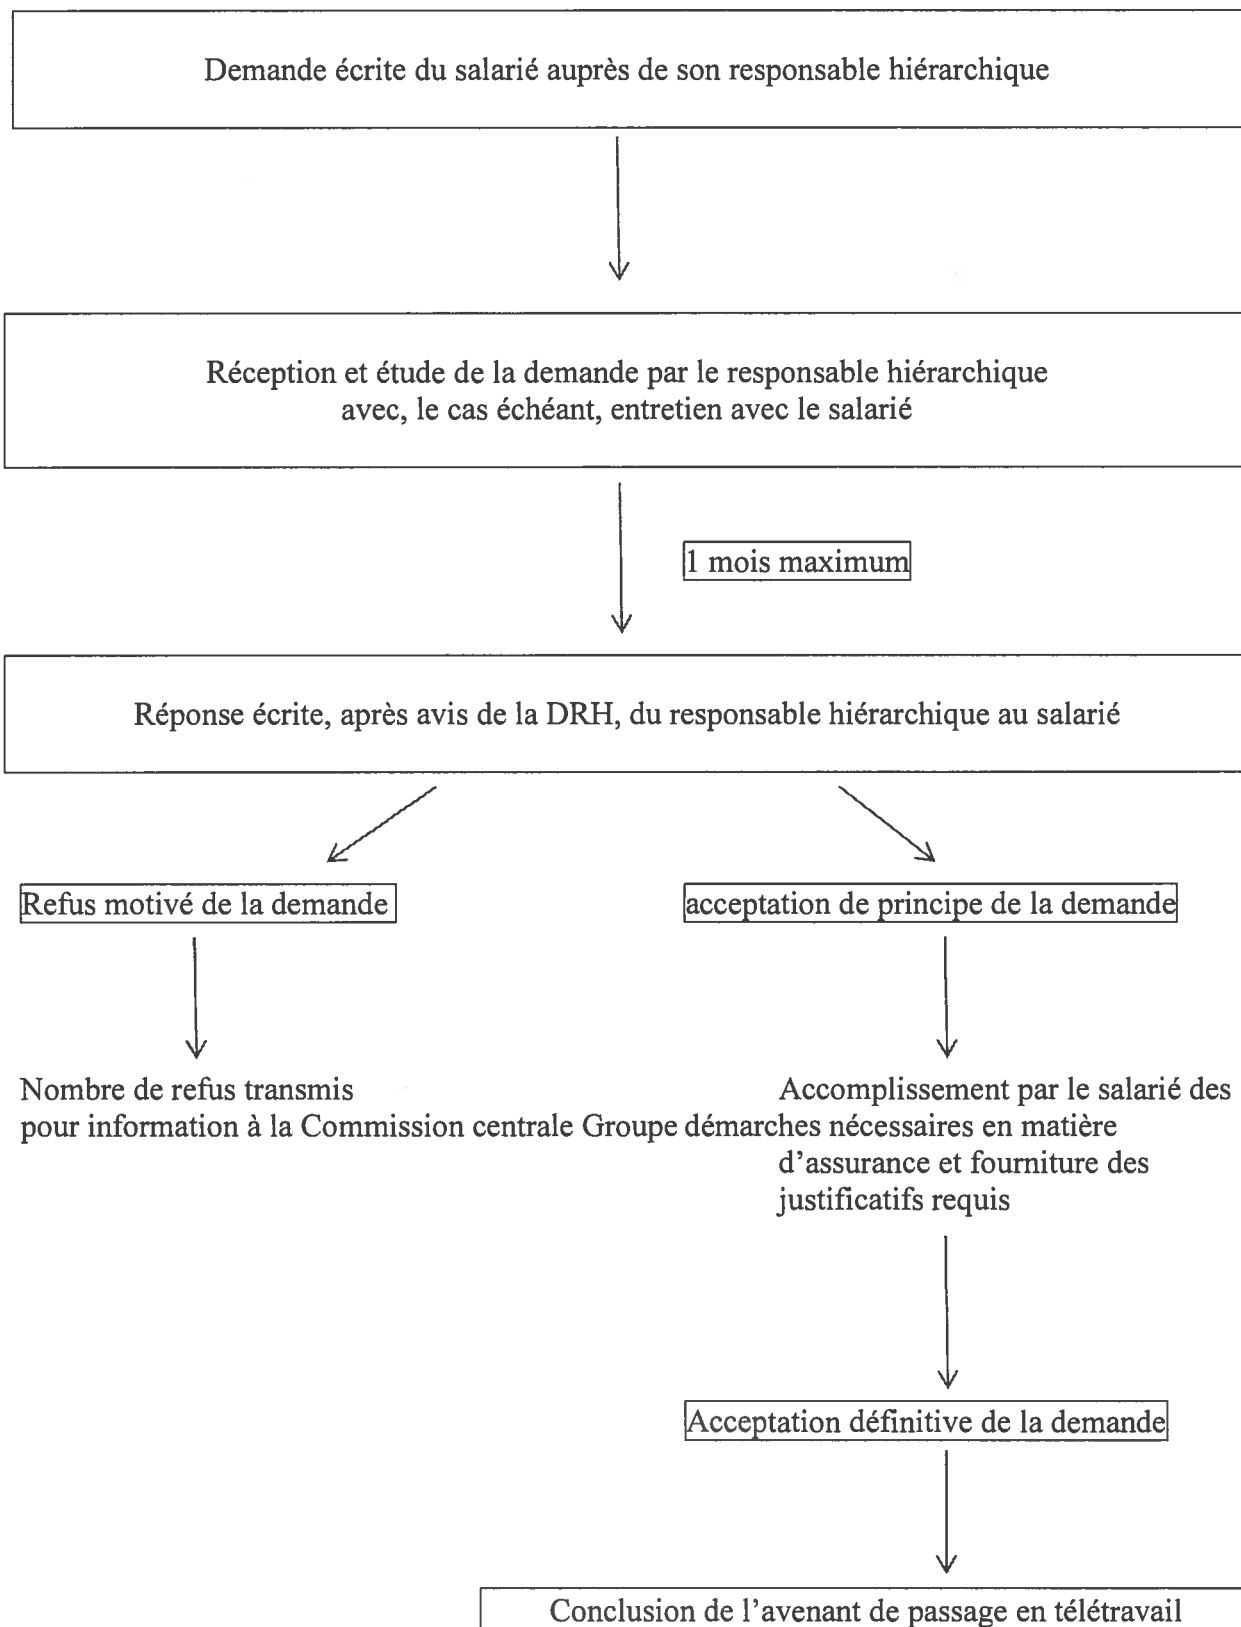 Demande écrite du salarié auprès de son responsable hiérarchique
Réception et étude de la demande par le responsable hiérarchique
avec, le cas échéant, entretien avec le salarié
1 mois maximum
Réponse écrite, après avis de la DRH, du responsable hiérarchique au salarié
Refus motivé de la demande
acceptation de principe de la demande
Nombre de refus transmis
pour information à la Commission centrale Groupe
Accomplissement par le salarié des
démarches nécessaires en matière
d’assurance et fourniture des
justificatifs requis
Acceptation définitive de la demande
Conclusion de l’avenant de passage en télétravail